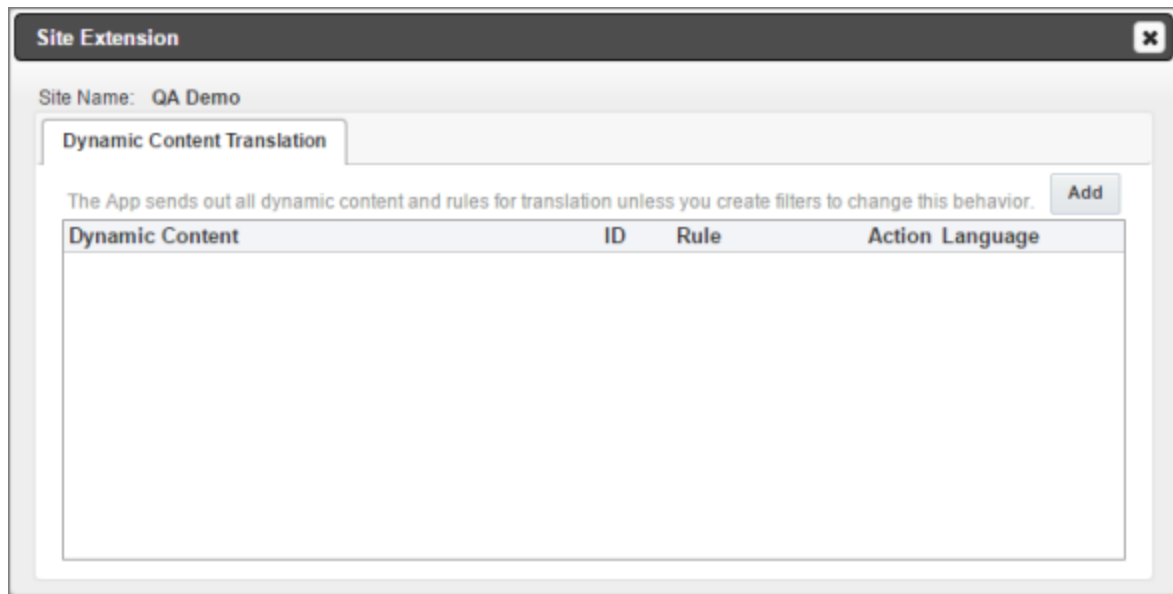 Site Extension
Site Name: QA Demo
Dynamic Content Translation
The App sends out all dynamic content and rules for translation unless you create filters to change this behavior. Add
Dynamic Content ID Rule Action Language